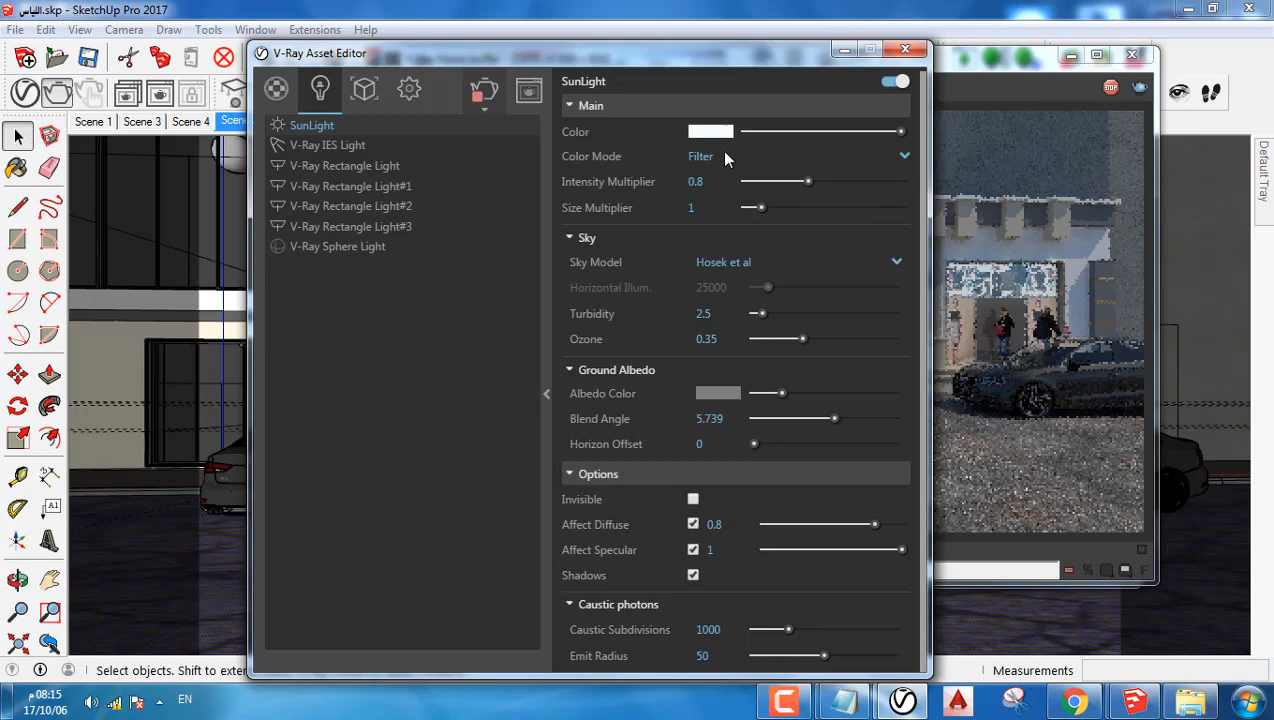 اللياس.skp - SketchUp Pro 2017
File Edit View Camera Draw Tools Window Extensions Help
V-Ray Asset Editor
Scene 1 Scene 3 Scene 4 Scene
SunLight
V-Ray IES Light
V-Ray Rectangle Light
V-Ray Rectangle Light#1
V-Ray Rectangle Light#2
V-Ray Rectangle Light#3
V-Ray Sphere Light
SunLight
Main
Color
Color Mode Filter
Intensity Multiplier 0.8
Size Multiplier 1
Sky
Sky Model Hosek et al
Horizontal Illum. 25000
Turbidity 2.5
Ozone 0.35
Ground Albedo
Albedo Color
Blend Angle 5.739
Horizon Offset 0
Options
Invisible
Affect Diffuse 0.8
Affect Specular 1
Shadows
Caustic photons
Caustic Subdivisions 1000
Emit Radius 50
STOP
Default Tray
A1
Select objects. Shift to exte
Measurements
08:15 م
17/10/06
EN